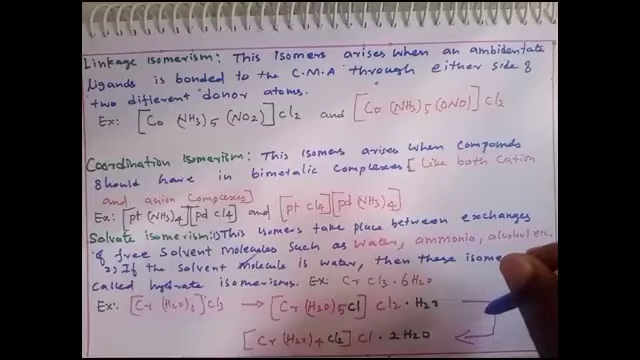 Linkage isomerism: This isomers arises when an ambidentate
ligands is bonded to the C.M.A through either side of
two different donor atoms.
Ex: [Co (NH3)5 (NO2)] Cl2 and [Co (NH3)5 (ONO)] Cl2
Coordination isomerism: This isomers arises when compounds
Should have in bimetalic complexes [Like both cation
and anion complexes]
Ex: [pt (NH3)4] [pd Cl4] and [pt Cl4] [pd (NH3)4]
Solvate isomerism: 1) This isomers take place between exchanges
of free solvent molecules such as water, ammonia, alcohol
2) If the solvent molecule is water, then these
called hydrate isomerisms. Ex: Cr Cl3 · 6H2O
Ex: [Cr (H2O)6] Cl3 → [Cr (H2O)5 Cl] Cl2 · H2O
[Cr (H2O)4 Cl2] Cl · 2H2O